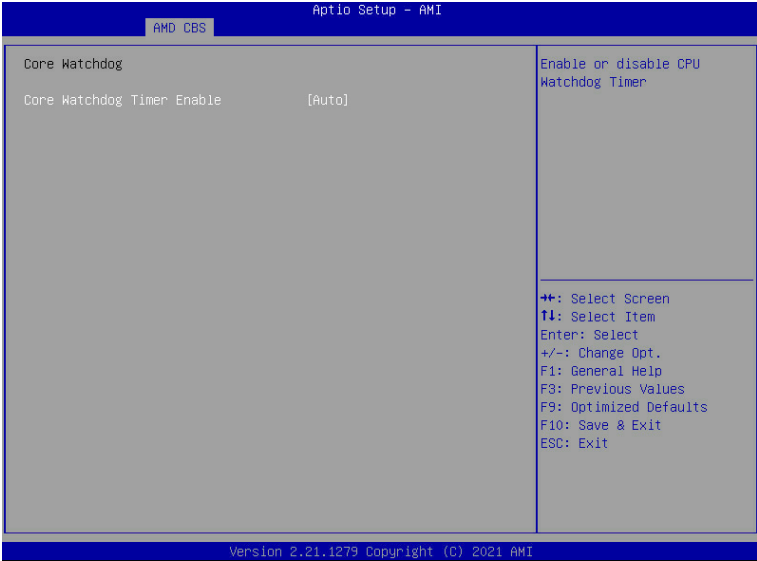 Aptio Setup – AMI
AMD CBS
Core Watchdog
Core Watchdog Timer Enable [Auto]
Enable or disable CPU
Watchdog Timer
→←: Select Screen
↑↓: Select Item
Enter: Select
+/-: Change Opt.
F1: General Help
F3: Previous Values
F9: Optimized Defaults
F10: Save & Exit
ESC: Exit
Version 2.21.1279 Copyright (C) 2021 AMI